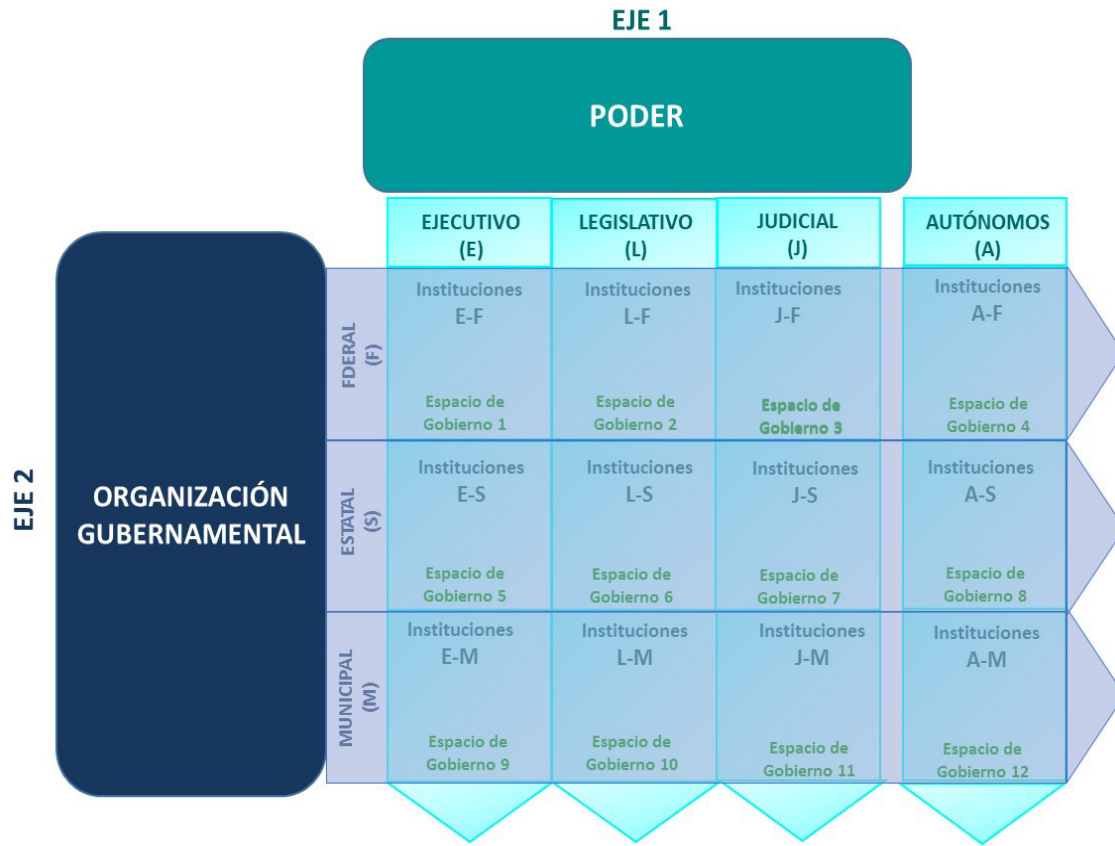 EJE 1
PODER
EJECUTIVO
(E)
LEGISLATIVO
(L)
JUDICIAL
(J)
AUTÓNOMOS
(A)
EJE 2
ORGANIZACIÓN
GUBERNAMENTAL
FDERAL
(F)
Instituciones
E-F
Espacio de
Gobierno 1
Instituciones
L-F
Espacio de
Gobierno 2
Instituciones
J-F
Espacio de
Gobierno 3
Instituciones
A-F
Espacio de
Gobierno 4
ESTATAL
(S)
Instituciones
E-S
Espacio de
Gobierno 5
Instituciones
L-S
Espacio de
Gobierno 6
Instituciones
J-S
Espacio de
Gobierno 7
Instituciones
A-S
Espacio de
Gobierno 8
MUNICIPAL
(M)
Instituciones
E-M
Espacio de
Gobierno 9
Instituciones
L-M
Espacio de
Gobierno 10
Instituciones
J-M
Espacio de
Gobierno 11
Instituciones
A-M
Espacio de
Gobierno 12